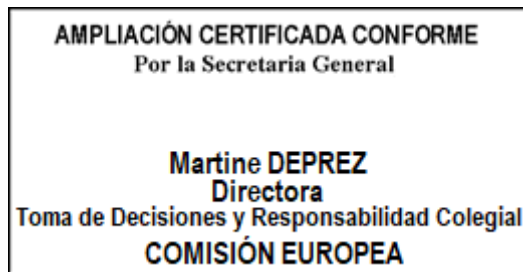 AMPLIACIÓN CERTIFICADA CONFORME
Por la Secretaria General
Martine DEPREZ
Directora
Toma de Decisiones y Responsabilidad Colegial
COMISIÓN EUROPEA